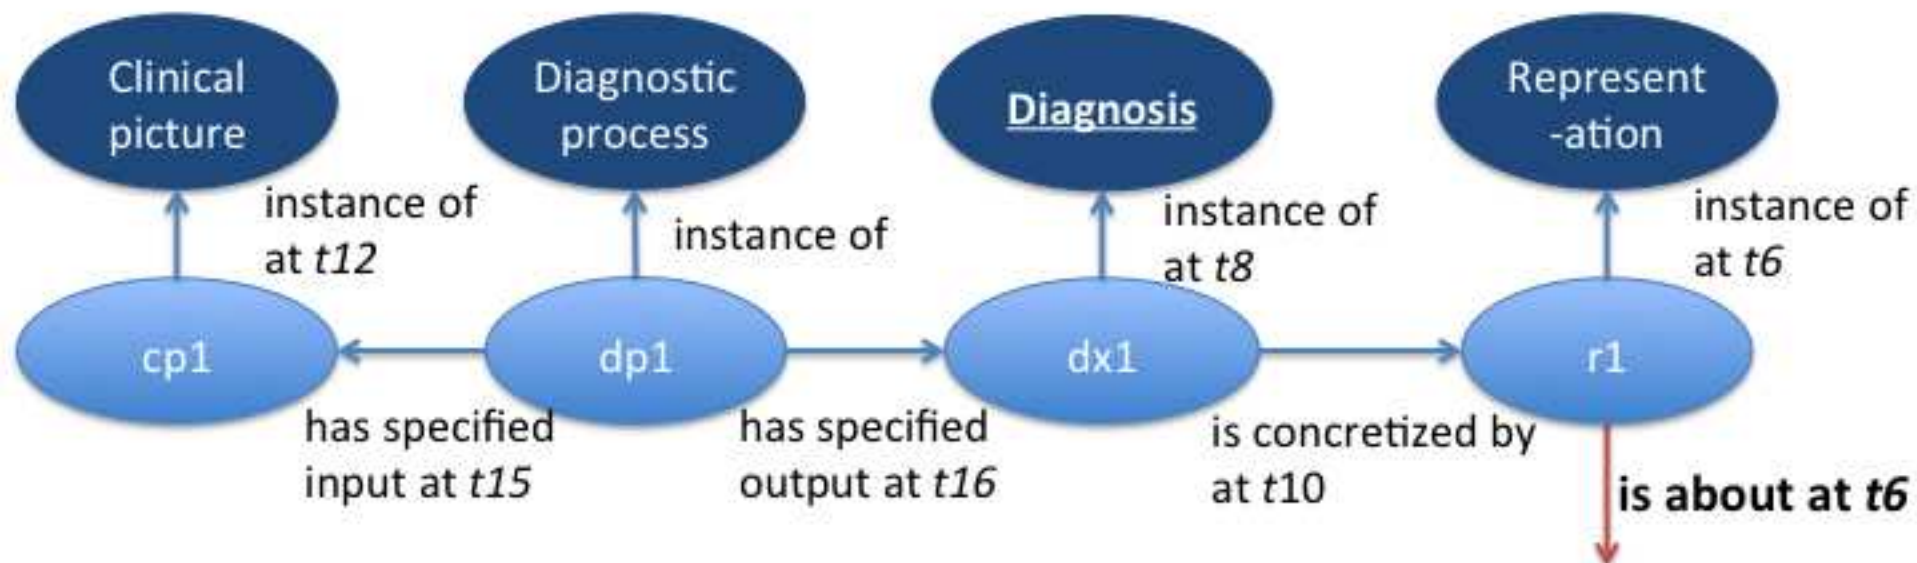 Clinical
picture
Diagnostic
process
Diagnosis
Represent
-ation
instance of
at t12
instance of
instance of
at t8
instance of
at t6
cp1
dp1
dx1
r1
has specified
input at t15
has specified
output at t16
is concretized by
at t10
is about at t6